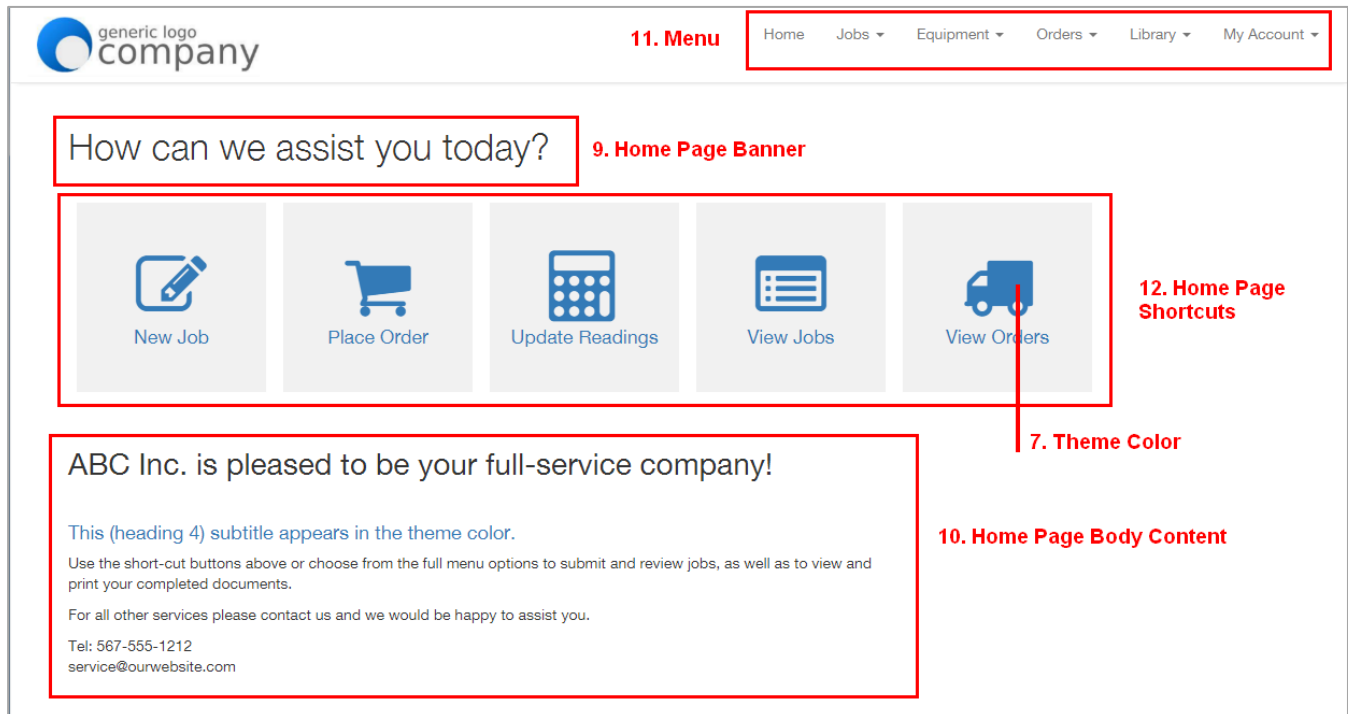 generic logo
company
11. Menu
Home Jobs Equipment Orders Library My Account
How can we assist you today?
9. Home Page Banner
New Job Place Order Update Readings View Jobs View Orders
12. Home Page
Shortcuts
7. Theme Color
ABC Inc. is pleased to be your full-service company!
This (heading 4) subtitle appears in the theme color.
10. Home Page Body Content
Use the short-cut buttons above or choose from the full menu options to submit and review jobs, as well as to view and
print your completed documents.
For all other services please contact us and we would be happy to assist you.
Tel: 567-555-1212
service@ourwebsite.com